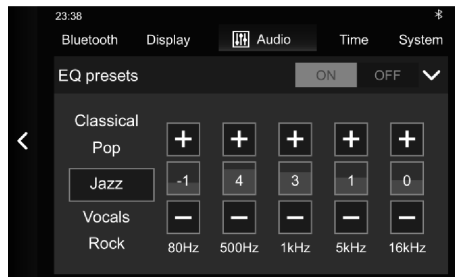 23:38
Bluetooth Display Audio Time System
EQ presets ON OFF
Classical
Pop
Jazz
Vocals
Rock
+ + + + +
-1 4 3 1 0
− − − − −
80Hz 500Hz 1kHz 5kHz 16kHz